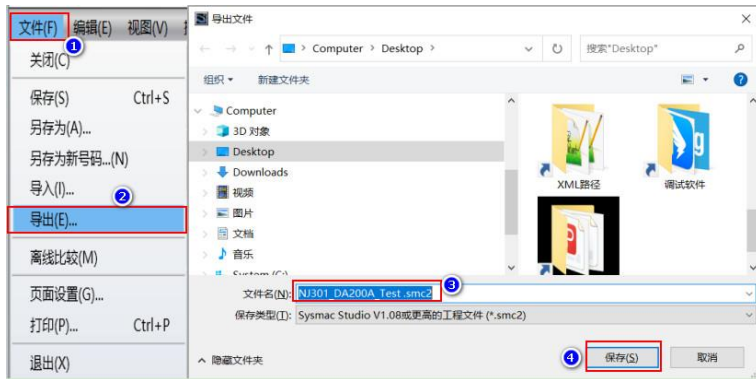 文件(F) 编辑(E) 视图(V)
1
关闭(C)
保存(S) Ctrl+S
另存为(A)...
另存为新号码...(N)
导入(I)...
2
导出(E)...
离线比较(M)
页面设置(G)...
打印(P)... Ctrl+P
退出(X)
导出文件
Computer > Desktop >
搜索"Desktop"
组织 新建文件夹
Computer
3D 对象
Desktop
Downloads
视频
图片
文档
音乐
System (C:)
XML路径
调试软件
文件名(N): NJ301_DA200A_Test .smc2
3
保存类型(T): Sysmac Studio V1.08或更高的工程文件 (*.smc2)
隐藏文件夹
4
保存(S) 取消